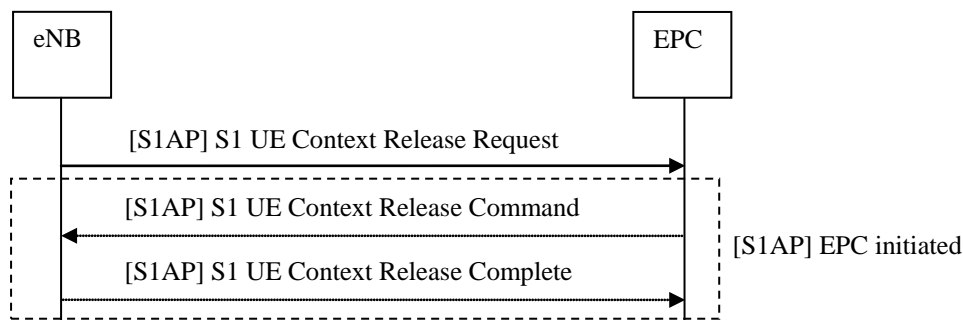 eNB
EPC
[S1AP] S1 UE Context Release Request
[S1AP] S1 UE Context Release Command
[S1AP] EPC initiated
[S1AP] S1 UE Context Release Complete